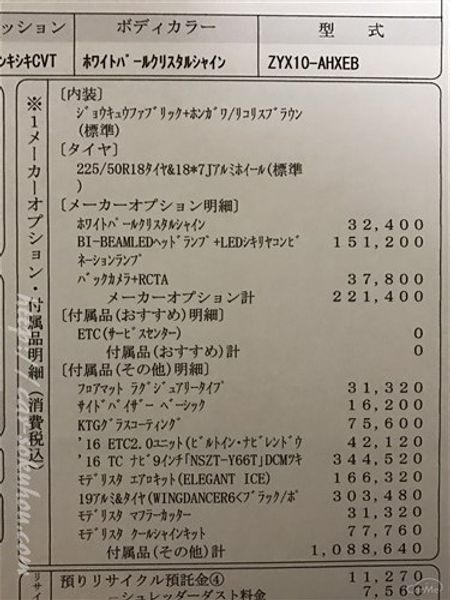 ッション
ボディカラー
型 式
ンキシキCVT
ホワイトパールクリスタルシャイン
ZYX10-AHXEB
※1メーカーオプション・付属品明細(消費税込)
[内装]
ジョウキュウファブリック+ホンガワ/リコリスブラウン
(標準)
[タイヤ]
225/50R18タイヤ&18*7Jアルミホイール(標準
)
[メーカーオプション明細]
ホワイトパールクリスタルシャイン 32,400
BI-BEAMLEDヘッドランプ+LEDシキリヤコンビ 151,200
ネーションランプ
バックカメラ+RCTA 37,800
メーカーオプション計 221,400
[付属品(おすすめ)明細]
ETC(サービスセンター) 0
付属品(おすすめ)計 0
[付属品(その他)明細]
フロアマット ラグジュアリータイプ 31,320
サイドバイザー ベーシック 16,200
KTGグラスコーティング 75,600
'16 ETC2.0ユニット(ビルトイン・ナビレンドウ 42,120
'16 TC ナビ9インチ「NSZT-Y66T」DCMツキ 344,520
モデリスタ エアロキット(ELEGANT ICE) 166,320
19アルミ&タイヤ(WINGDANCER6<ブラック/ポ 303,480
モデリスタ マフラーカッター 31,320
モデリスタ クールシャインキット 77,760
付属品(その他)計 1,088,640
リサイ
預りリサイクル預託金④ 11,270
-シュレッダーダスト料金 7,560